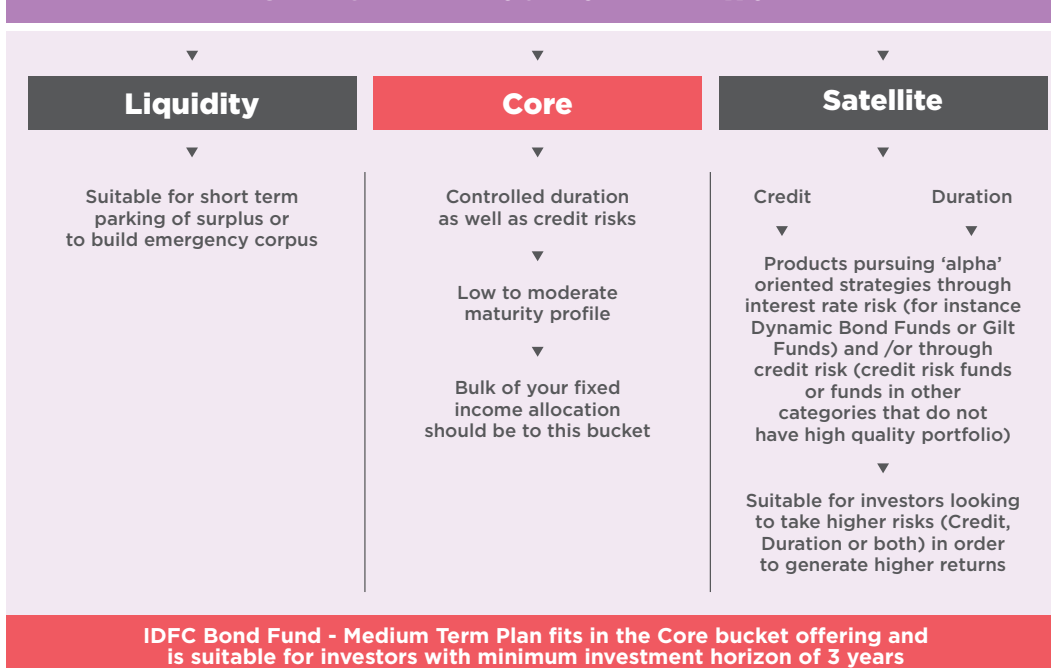 Liquidity
Suitable for short term
parking of surplus or
to build emergency corpus
Core
Controlled duration
as well as credit risks
Low to moderate
maturity profile
Bulk of your fixed
income allocation
should be to this bucket
Satellite
Credit
Duration
Products pursuing ‘alpha’
oriented strategies through
interest rate risk (for instance
Dynamic Bond Funds or Gilt
Funds) and /or through
credit risk (credit risk funds
or funds in other
categories that do not
have high quality portfolio)
Suitable for investors looking
to take higher risks (Credit,
Duration or both) in order
to generate higher returns
IDFC Bond Fund - Medium Term Plan fits in the Core bucket offering and
is suitable for investors with minimum investment horizon of 3 years